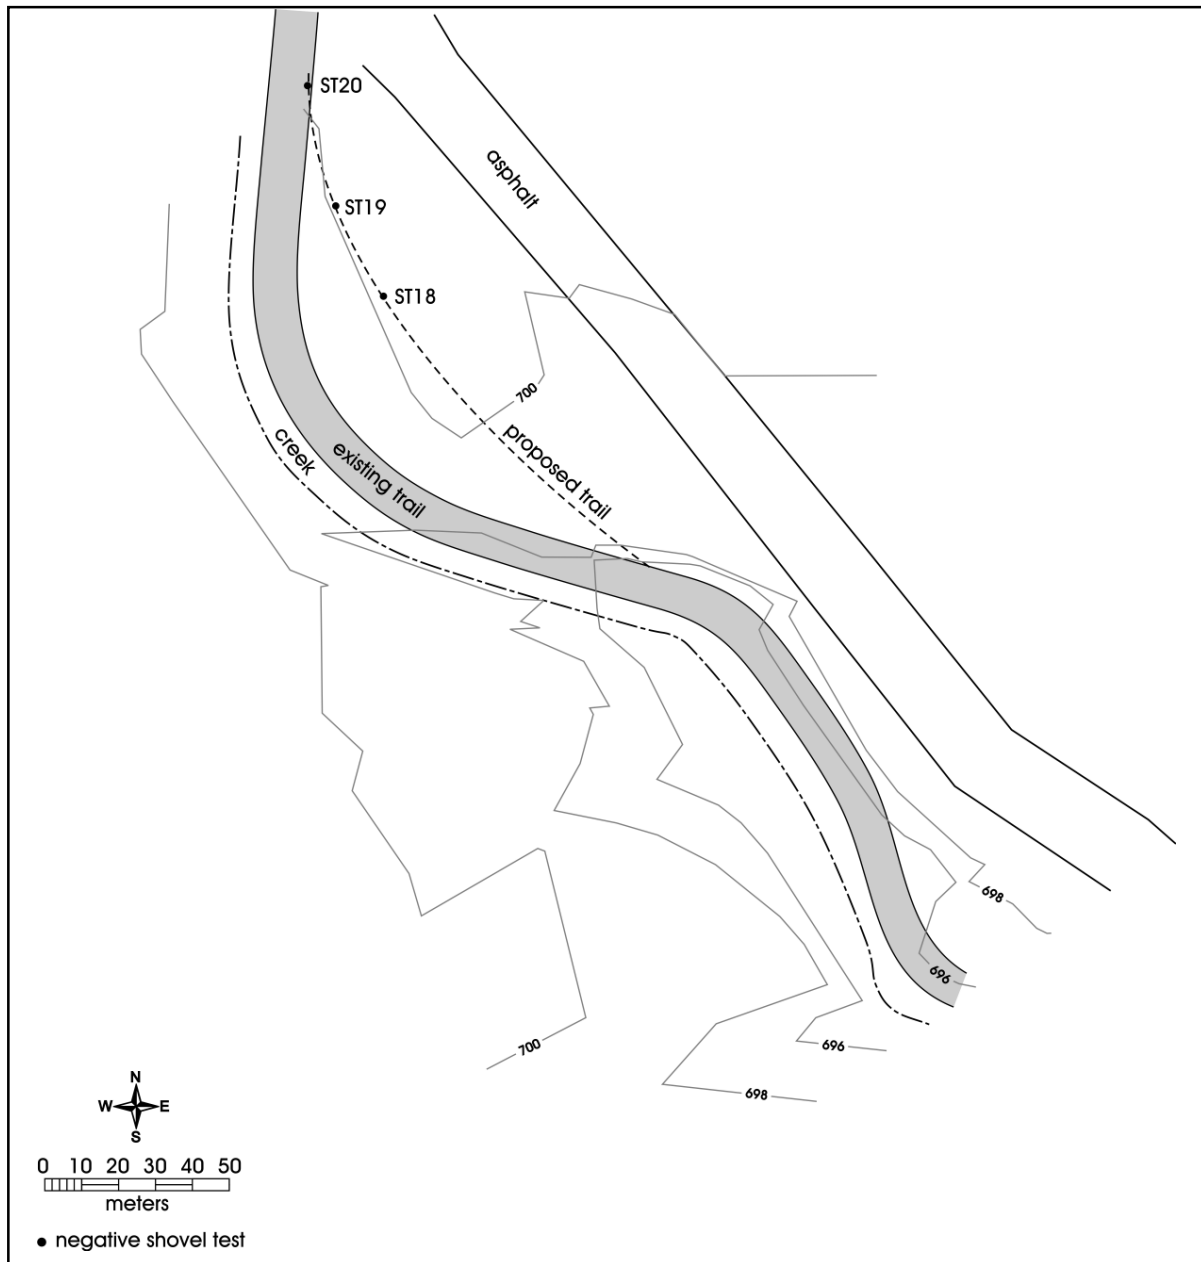 ST20
asphalt
ST19
ST18
700
proposed trail
creek
existing trail
698
696
700
696
698
N
W E
S
0 10 20 30 40 50
meters
negative shovel test